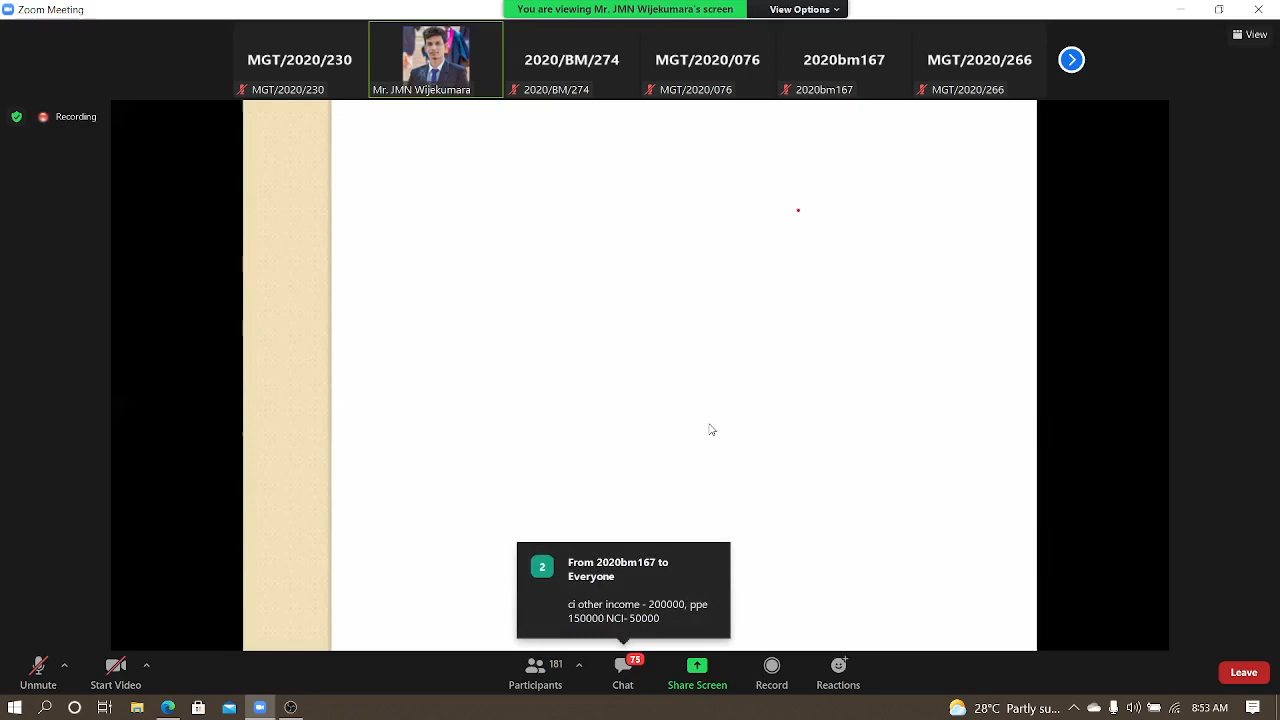 Zoom Meeting
You are viewing Mr. JMN Wijekumara's screen
View Options
View
MGT/2020/230
2020/BM/274
MGT/2020/076
2020bm167
MGT/2020/266
MGT/2020/230
Mr. JMN Wijekumara
2020/BM/274
MGT/2020/076
2020bm167
MGT/2020/266
Recording
2
From 2020bm167 to
Everyone
ci other income - 200000, ppe
150000 NCI- 50000
181
75
Unmute
Start Video
Participants
Chat
Share Screen
Record
Reactions
Leave
28°C Partly su...
8:53 AM